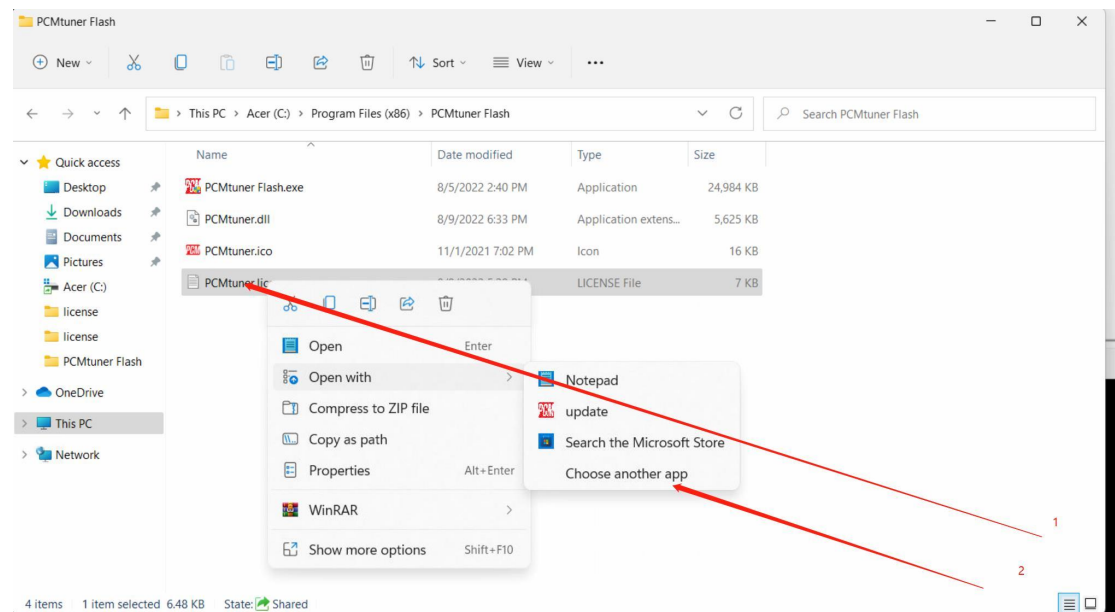 PCMtuner Flash
New
Sort
View
This PC > Acer (C:) > Program Files (x86) > PCMtuner Flash
Search PCMtuner Flash
Name Date modified Type Size
Quick access
Desktop
Downloads
Documents
Pictures
Acer (C:)
license
license
PCMtuner Flash
OneDrive
This PC
Network
PCMtuner Flash.exe 8/5/2022 2:40 PM Application 24,984 KB
PCMtuner.dll 8/9/2022 6:33 PM Application extens... 5,625 KB
PCMtuner.ico 11/1/2021 7:02 PM Icon 16 KB
PCMtuner.lic LICENSE File 7 KB
Open Enter
Open with
Compress to ZIP file
Copy as path
Properties Alt+Enter
WinRAR
Show more options Shift+F10
Notepad
update
Search the Microsoft Store
Choose another app
1
2
4 items 1 item selected 6.48 KB State: Shared